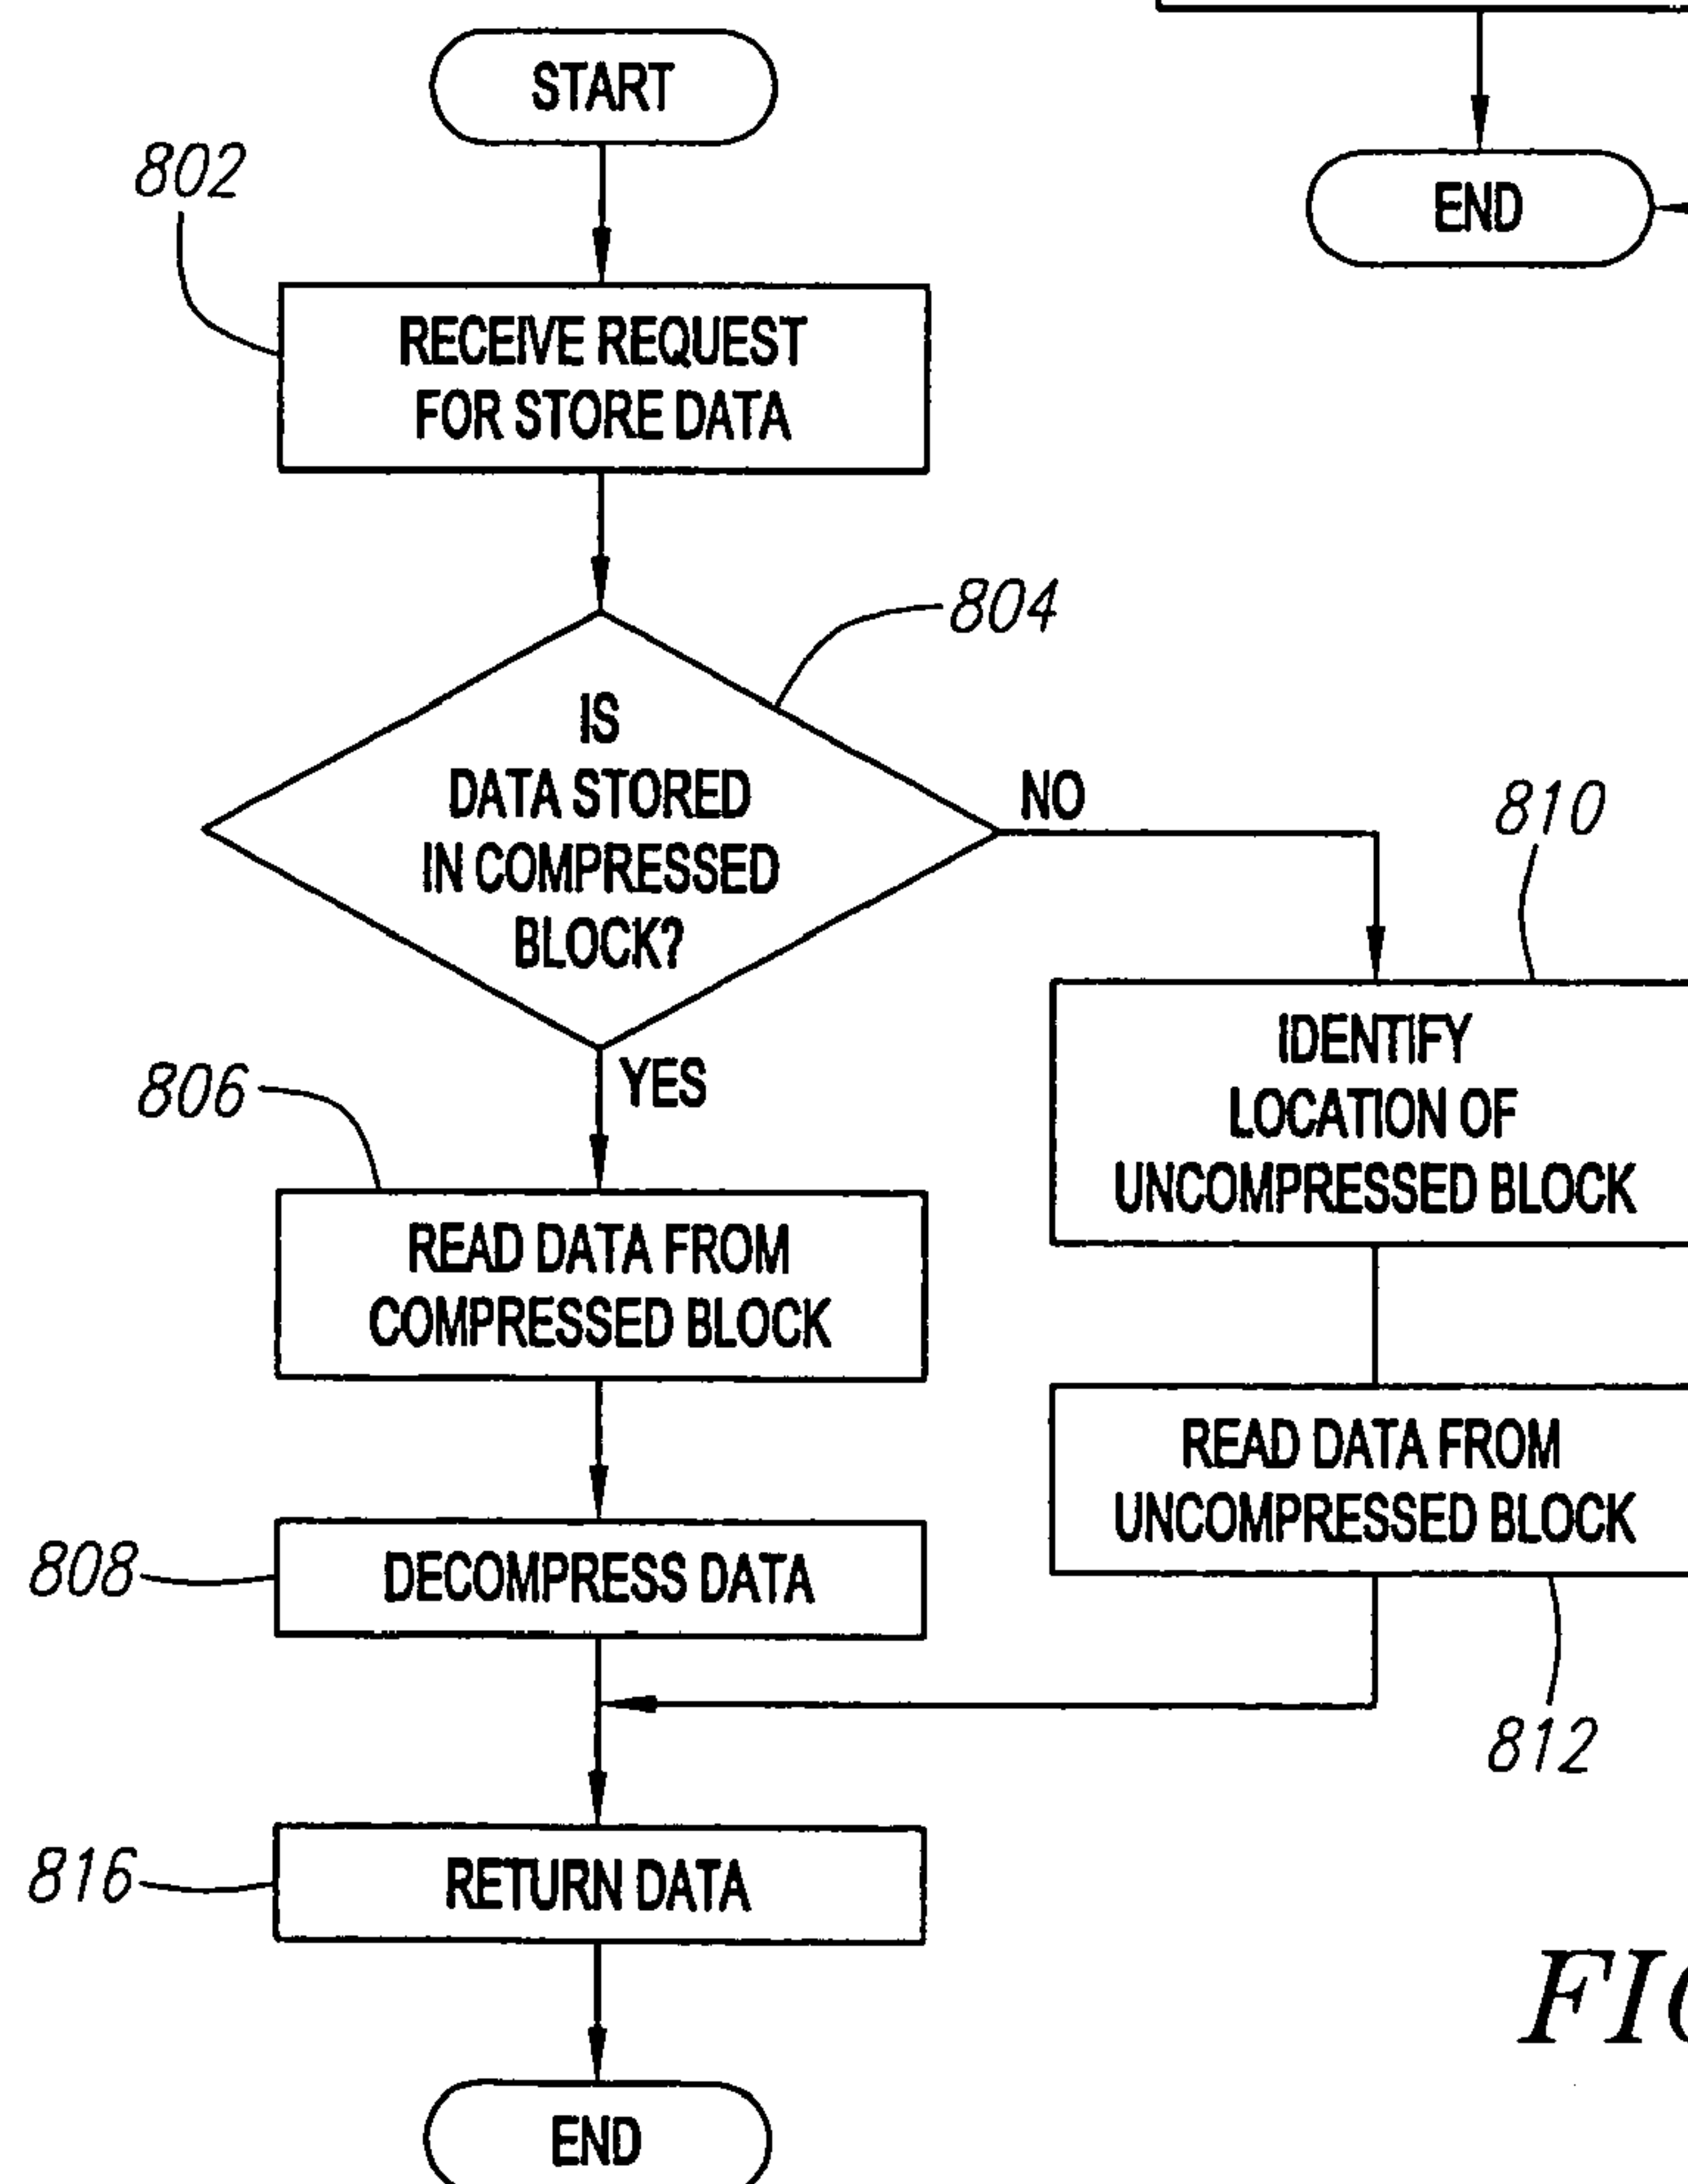 START
END
802
RECEIVE REQUEST
FOR STORE DATA
804
IS
DATA STORED
IN COMPRESSED
BLOCK?
NO
810
YES
IDENTIFY
LOCATION OF
UNCOMPRESSED BLOCK
806
READ DATA FROM
COMPRESSED BLOCK
READ DATA FROM
UNCOMPRESSED BLOCK
808
DECOMPRESS DATA
812
816
RETURN DATA
END